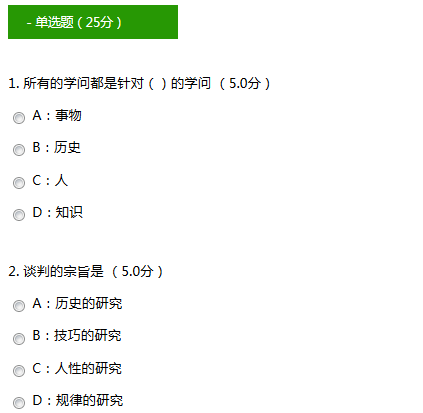 - 单选题（25分）
1. 所有的学问都是针对（ ）的学问 （ 5.0分）
A：事物
B：历史
C：人
D：知识
2. 谈判的宗旨是 （ 5.0分）
A：历史的研究
B：技巧的研究
C：人性的研究
D：规律的研究